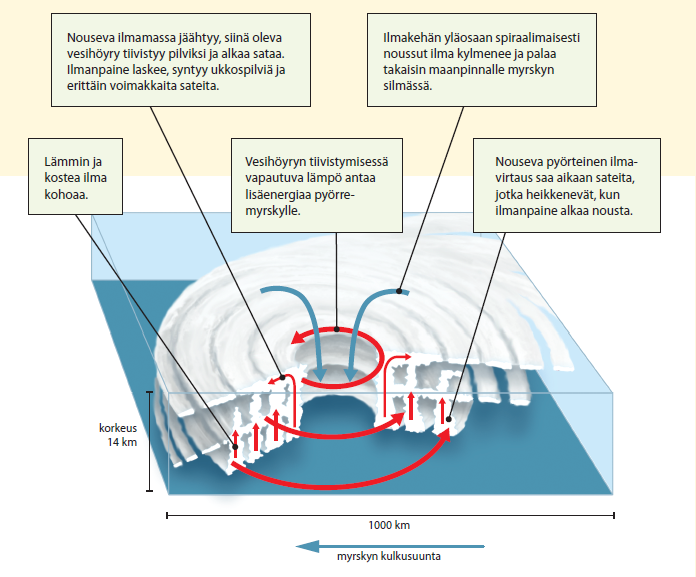 Nouseva ilmamassa jäähtyy, siinä oleva
vesihöyry tiivistyy pilviksi ja alkaa sataa.
Ilmanpaine laskee, syntyy ukkospilviä ja
erittäin voimakkaita sateita.
Ilmakehän yläosaan spiraalimaisesti
noussut ilma kylmenee ja palaa
takaisin maanpinnalle myrskyn
silmässä.
Lämmin ja
kostea ilma
kohoaa.
Vesihöyryn tiivistymisessä
vapautuva lämpö antaa
lisäenergiaa pyörre-
myrskylle.
Nouseva pyörteinen ilma-
virtaus saa aikaan sateita,
jotka heikkenevät, kun
ilmanpaine alkaa nousta.
korkeus
14 km
1000 km
myrskyn kulkusuunta